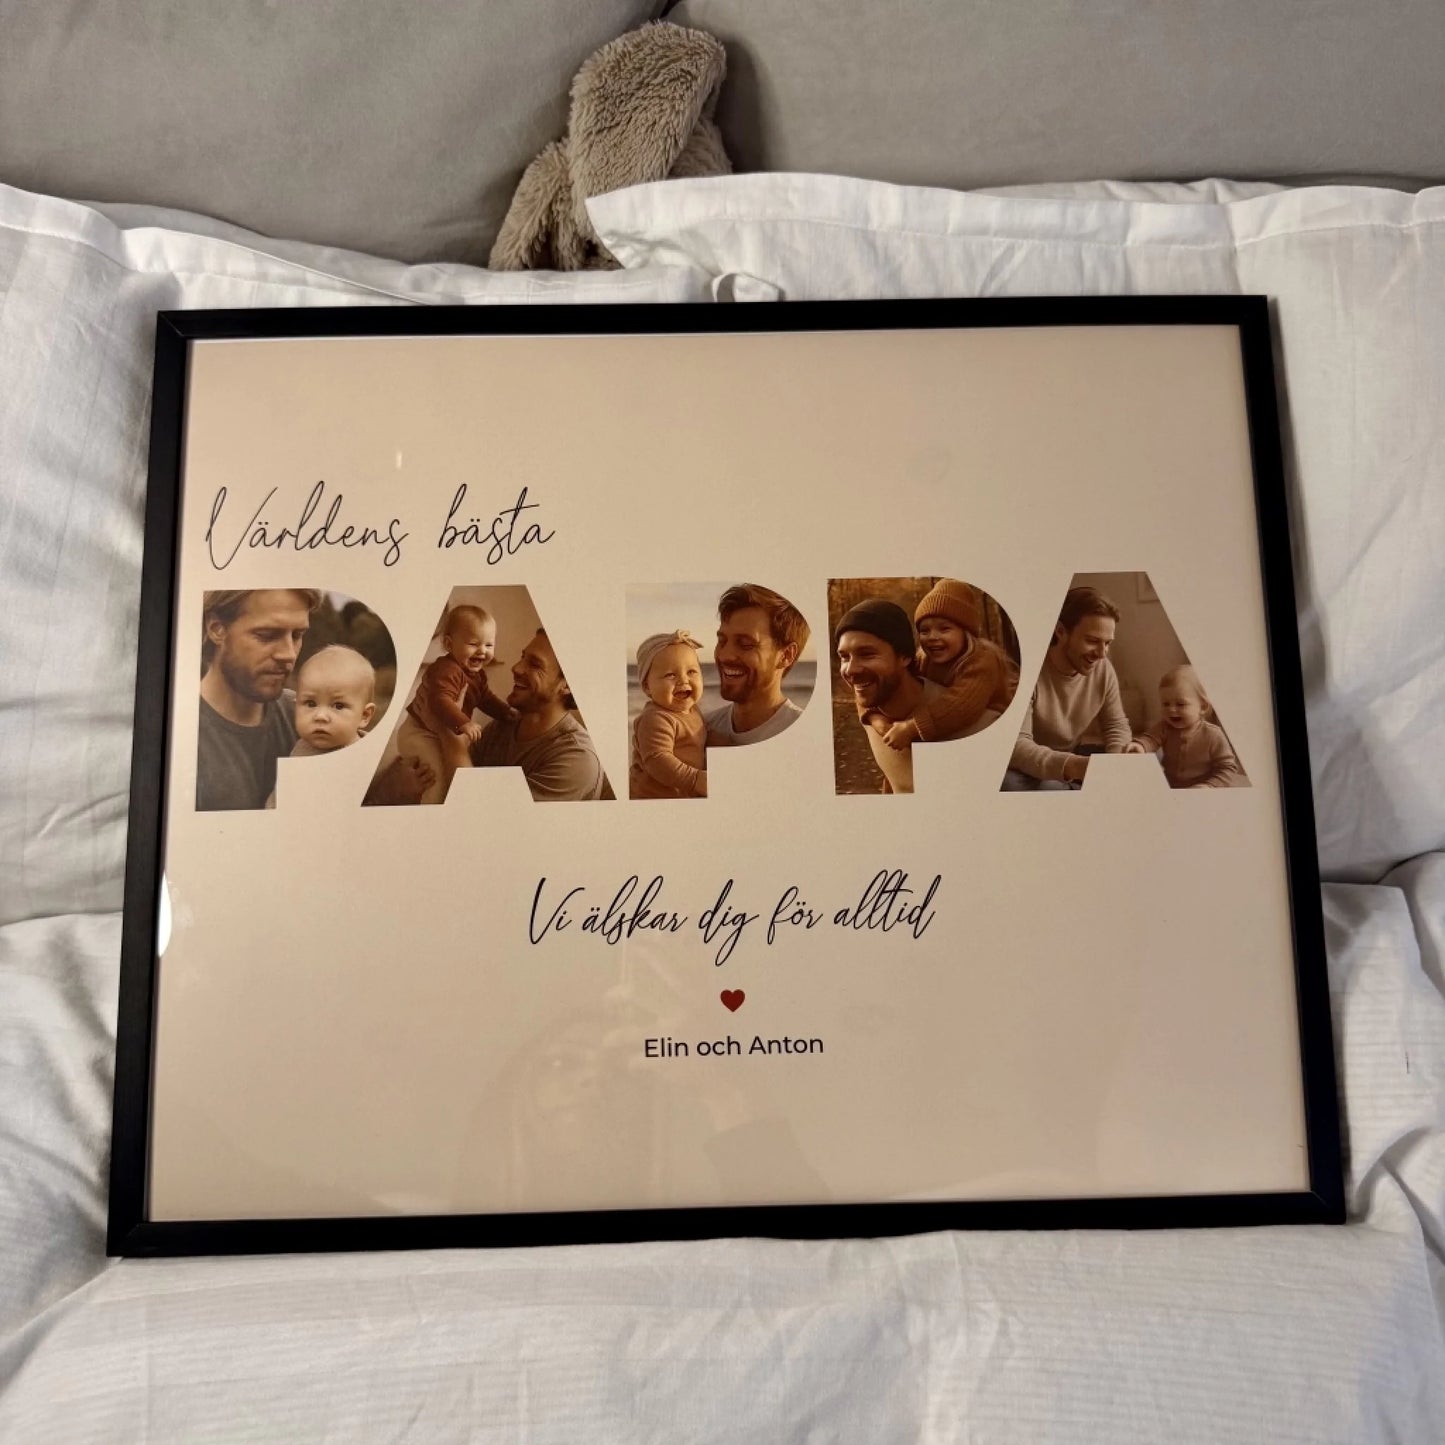 Världens bästa
PAPPA
Vi älskar dig för alltid
Elin och Anton